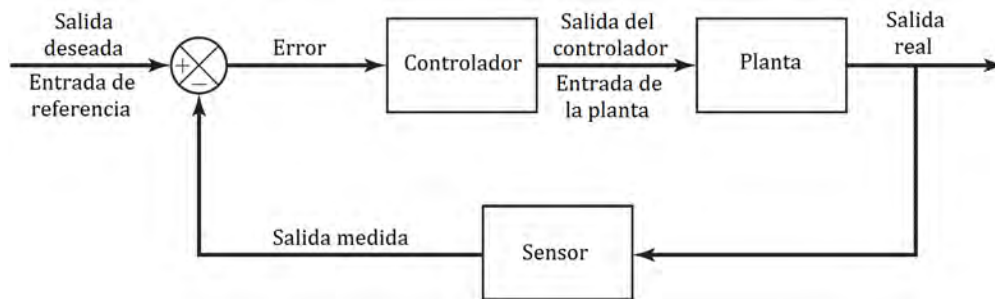 Salida
deseada
Entrada de
referencia
+
−
Error
Controlador
Salida del
controlador
Entrada de
la planta
Planta
Salida
real
Salida medida
Sensor